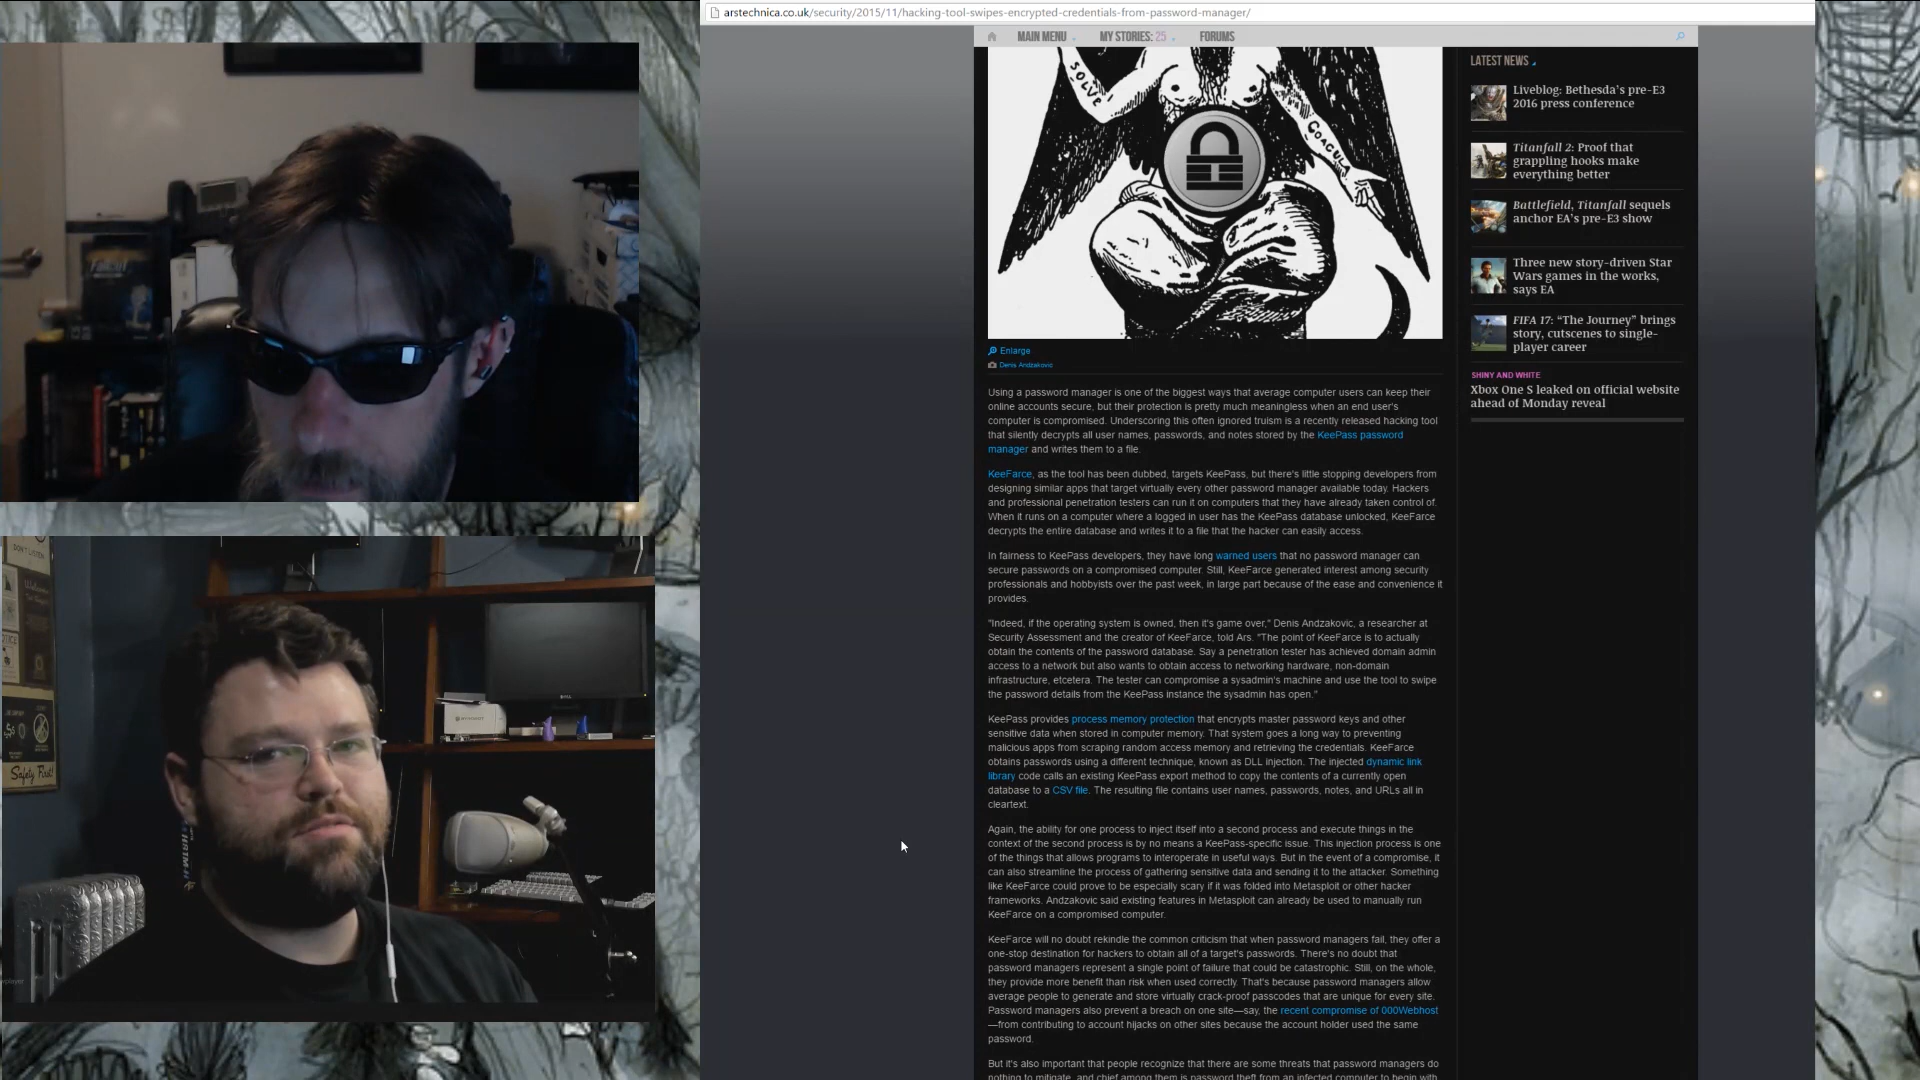 arstechnica.co.uk/security/2015/11/hacking-tool-swipes-encrypted-credentials-from-password-manager/
MAIN MENU
MY STORIES: 25
FORUMS
SOLVE
COAGULA
Enlarge
Denis Andzakovic
Using a password manager is one of the biggest ways that average computer users can keep their
online accounts secure, but their protection is pretty much meaningless when an end user's
computer is compromised. Underscoring this often ignored truism is a recently released hacking tool
that silently decrypts all user names, passwords, and notes stored by the KeePass password
manager and writes them to a file.
KeeFarce, as the tool has been dubbed, targets KeePass, but there's little stopping developers from
designing similar apps that target virtually every other password manager available today. Hackers
and professional penetration testers can run it on computers that they have already taken control of.
When it runs on a computer where a logged in user has the KeePass database unlocked, KeeFarce
decrypts the entire database and writes it to a file that the hacker can easily access.
In fairness to KeePass developers, they have long warned users that no password manager can
secure passwords on a compromised computer. Still, KeeFarce generated interest among security
professionals and hobbyists over the past week, in large part because of the ease and convenience it
provides.
"Indeed, if the operating system is owned, then it's game over," Denis Andzakovic, a researcher at
Security Assessment and the creator of KeeFarce, told Ars. "The point of KeeFarce is to actually
obtain the contents of the password database. Say a penetration tester has achieved domain admin
access to a network but also wants to obtain access to networking hardware, non-domain
infrastructure, etcetera. The tester can compromise a sysadmin's machine and use the tool to swipe
the password details from the KeePass instance the sysadmin has open."
KeePass provides process memory protection that encrypts master password keys and other
sensitive data when stored in computer memory. That system goes a long way to preventing
malicious apps from scraping random access memory and retrieving the credentials. KeeFarce
obtains passwords using a different technique, known as DLL injection. The injected dynamic link
library code calls an existing KeePass export method to copy the contents of a currently open
database to a CSV file. The resulting file contains user names, passwords, notes, and URLs all in
cleartext.
Again, the ability for one process to inject itself into a second process and execute things in the
context of the second process is by no means a KeePass-specific issue. This injection process is one
of the things that allows programs to interoperate in useful ways. But in the event of a compromise, it
can also streamline the process of gathering sensitive data and sending it to the attacker. Something
like KeeFarce could prove to be especially scary if it was folded into Metasploit or other hacker
frameworks. Andzakovic said existing features in Metasploit can already be used to manually run
KeeFarce on a compromised computer.
KeeFarce will no doubt rekindle the common criticism that when password managers fail, they offer a
one-stop destination for hackers to obtain all of a target's passwords. There's no doubt that
password managers represent a single point of failure that could be catastrophic. Still, on the whole,
they provide more benefit than risk when used correctly. That's because password managers allow
average people to generate and store virtually crack-proof passcodes that are unique for every site.
Password managers also prevent a breach on one site—say, the recent compromise of 000Webhost
—from contributing to account hijacks on other sites because the account holder used the same
password.
But it's also important that people recognize that there are some threats that password managers do
nothing to mitigate, and chief among them is password theft from an infected computer to begin with
LATEST NEWS
Liveblog: Bethesda's pre-E3
2016 press conference
Titanfall 2: Proof that
grappling hooks make
everything better
Battlefield, Titanfall sequels
anchor EA's pre-E3 show
Three new story-driven Star
Wars games in the works,
says EA
FIFA 17: “The Journey” brings
story, cutscenes to single-
player career
SHINY AND WHITE
Xbox One S leaked on official website
ahead of Monday reveal
DON'T LISTEN
Safety First!
DELL